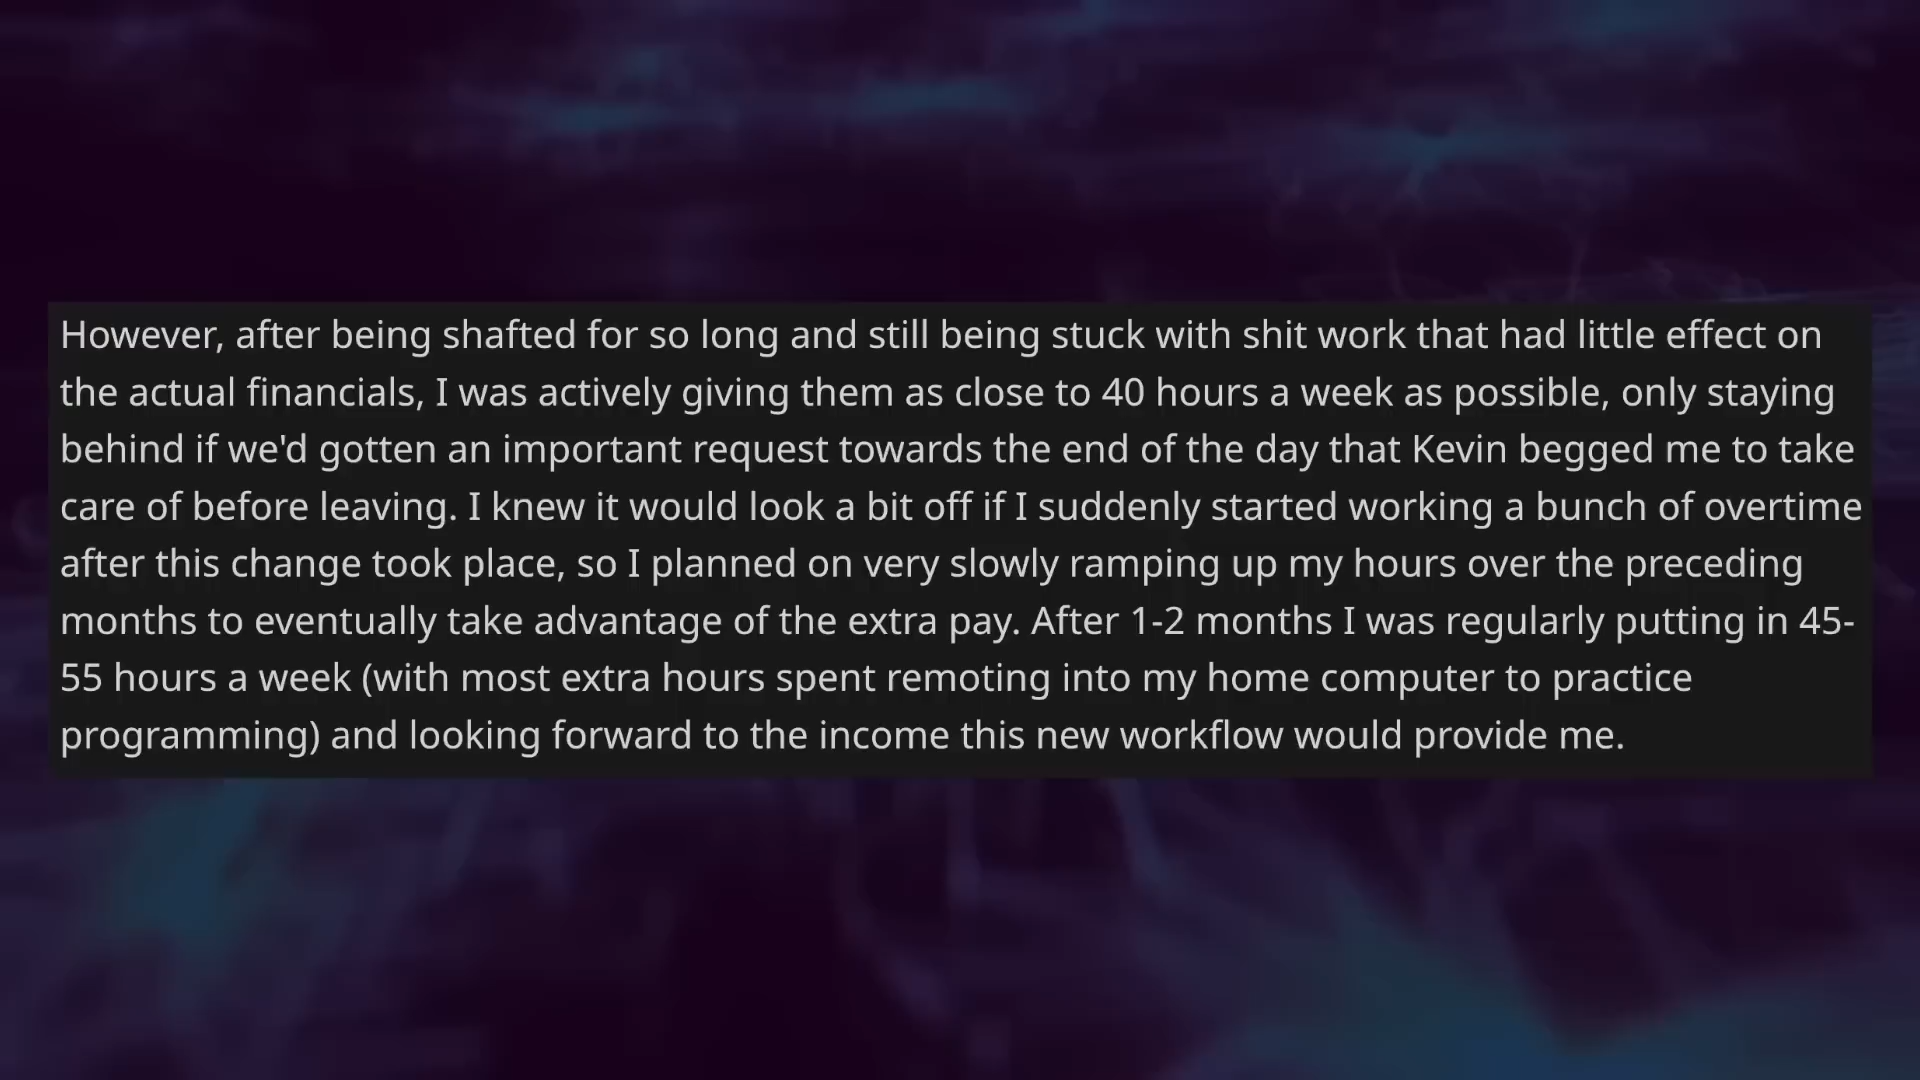 However, after being shafted for so long and still being stuck with shit work that had little effect on
the actual financials, I was actively giving them as close to 40 hours a week as possible, only staying
behind if we'd gotten an important request towards the end of the day that Kevin begged me to take
care of before leaving. I knew it would look a bit off if I suddenly started working a bunch of overtime
after this change took place, so I planned on very slowly ramping up my hours over the preceding
months to eventually take advantage of the extra pay. After 1-2 months I was regularly putting in 45-
55 hours a week (with most extra hours spent remoting into my home computer to practice
programming) and looking forward to the income this new workflow would provide me.